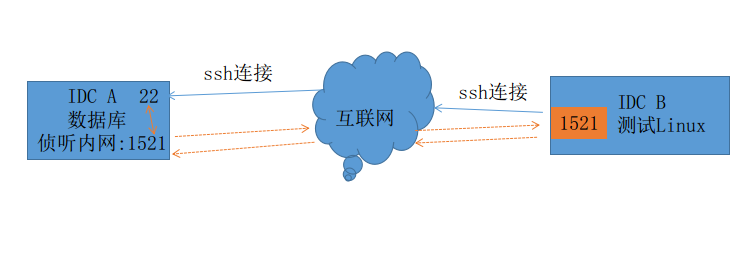 ssh连接
IDC A 22
数据库
侦听内网:1521
互联网
ssh连接
1521
IDC B
测试Linux